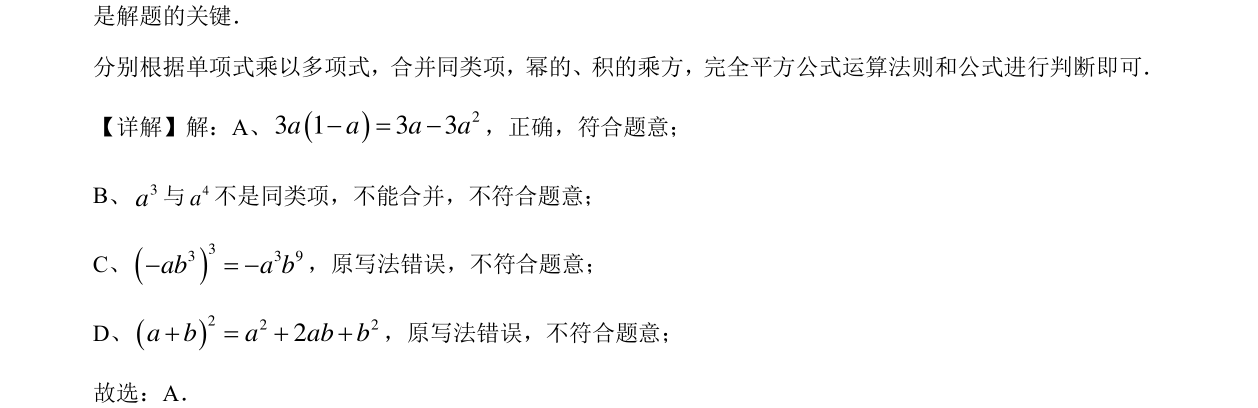 是解题的关键．
分别根据单项式乘以多项式，合并同类项，幂的、积的乘方，完全平方公式运算法则和公式进行判断即可．
【详解】解：A、3a(1−a)=3a−3a²，正确，符合题意；
B、a³与a⁴不是同类项，不能合并，不符合题意；
C、(−ab³)³=−a³b⁹，原写法错误，不符合题意；
D、(a+b)²=a²+2ab+b²，原写法错误，不符合题意；
故选：A．